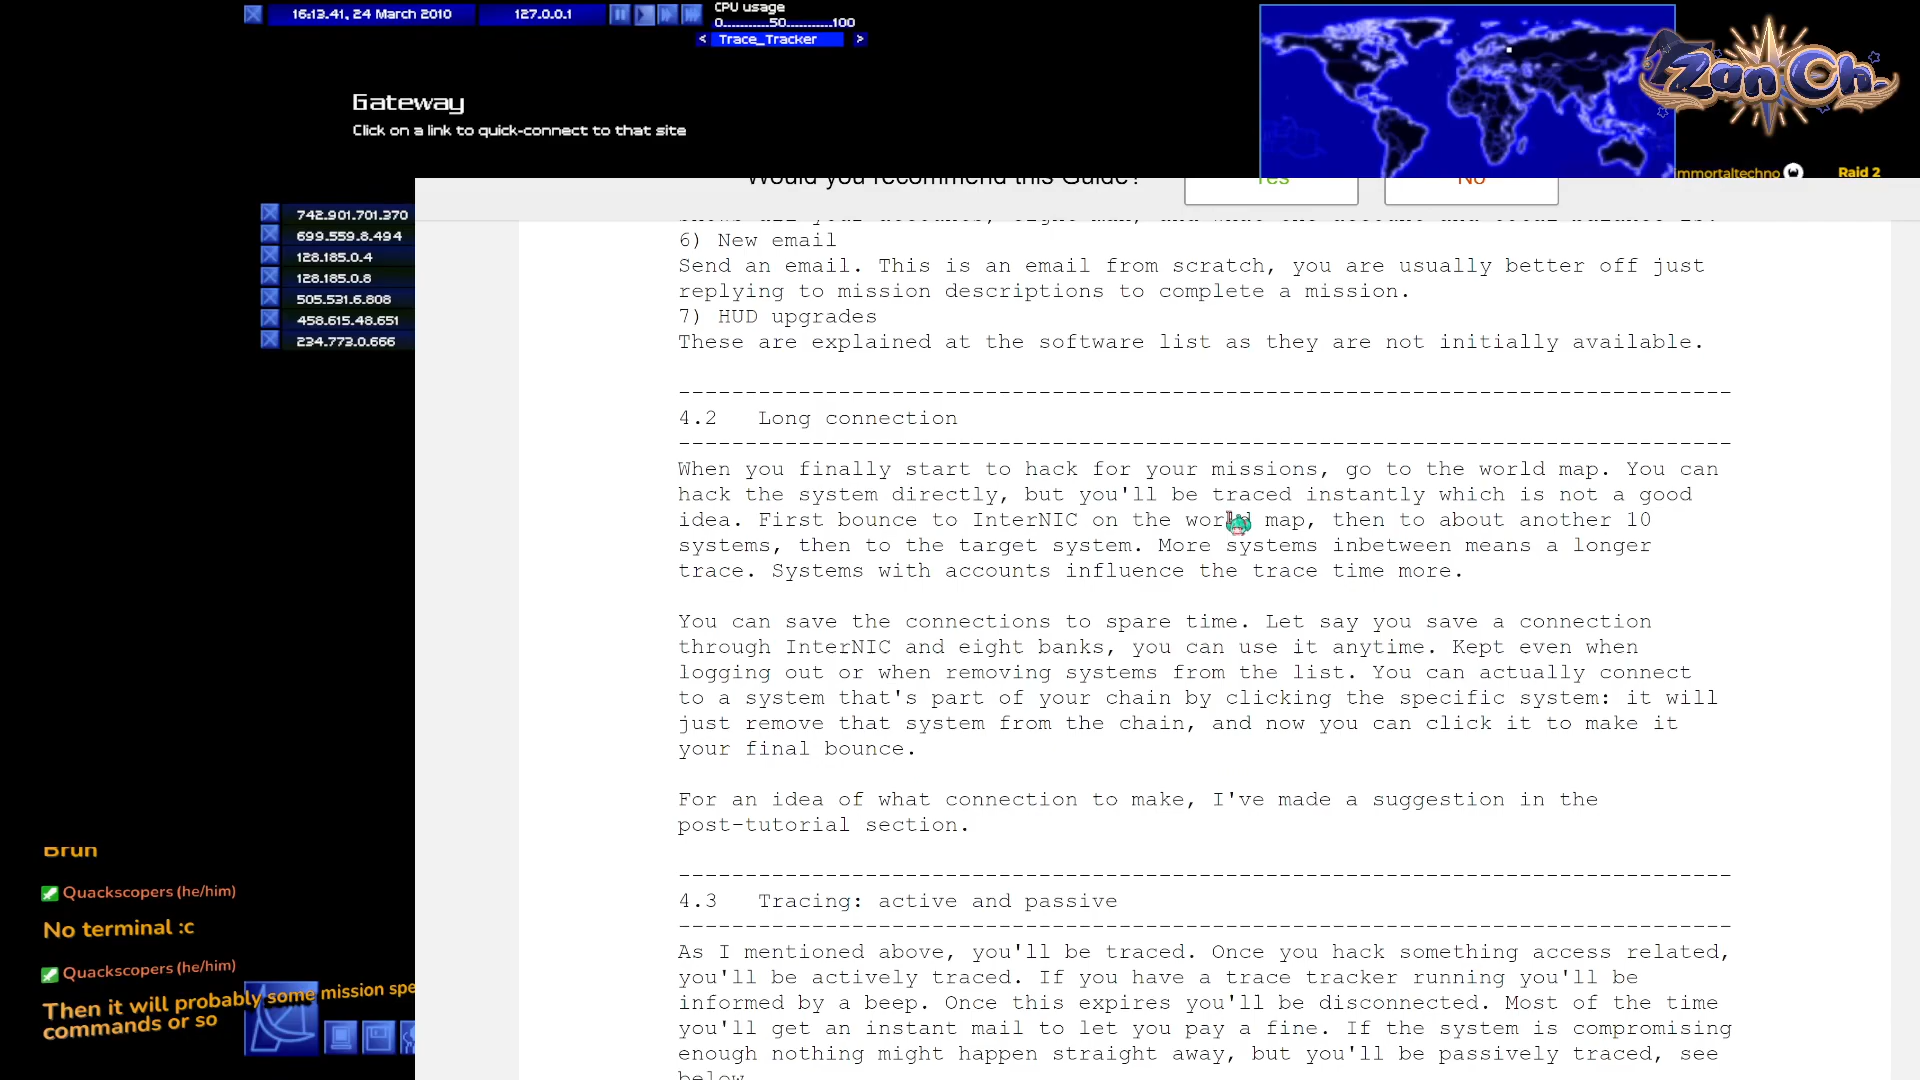 16:13.41, 24 March 2010
127.0.0.1
CPU usage
0..........50..........100
< Trace_Tracker >
Gateway
Click on a link to quick-connect to that site
Zan Ch.
mmortaltechno
Raid 2
Would you recommend this Guide?
Yes
No
742.901.701.370
699.559.8.494
128.185.0.4
128.185.0.8
505.531.6.808
458.615.48.651
234.773.0.666
6) New email
Send an email. This is an email from scratch, you are usually better off just
replying to mission descriptions to complete a mission.
7) HUD upgrades
These are explained at the software list as they are not initially available.
-------------------------------------------------------------------------------
4.2   Long connection
-------------------------------------------------------------------------------
When you finally start to hack for your missions, go to the world map. You can
hack the system directly, but you'll be traced instantly which is not a good
idea. First bounce to InterNIC on the world map, then to about another 10
systems, then to the target system. More systems inbetween means a longer
trace. Systems with accounts influence the trace time more.
You can save the connections to spare time. Let say you save a connection
through InterNIC and eight banks, you can use it anytime. Kept even when
logging out or when removing systems from the list. You can actually connect
to a system that's part of your chain by clicking the specific system: it will
just remove that system from the chain, and now you can click it to make it
your final bounce.
For an idea of what connection to make, I've made a suggestion in the
post-tutorial section.
-------------------------------------------------------------------------------
4.3   Tracing: active and passive
-------------------------------------------------------------------------------
As I mentioned above, you'll be traced. Once you hack something access related,
you'll be actively traced. If you have a trace tracker running you'll be
informed by a beep. Once this expires you'll be disconnected. Most of the time
you'll get an instant mail to let you pay a fine. If the system is compromising
enough nothing might happen straight away, but you'll be passively traced, see
below.
Bruh
Quackscopers (he/him)
No terminal :c
Quackscopers (he/him)
Then it will probably some mission spe
commands or so